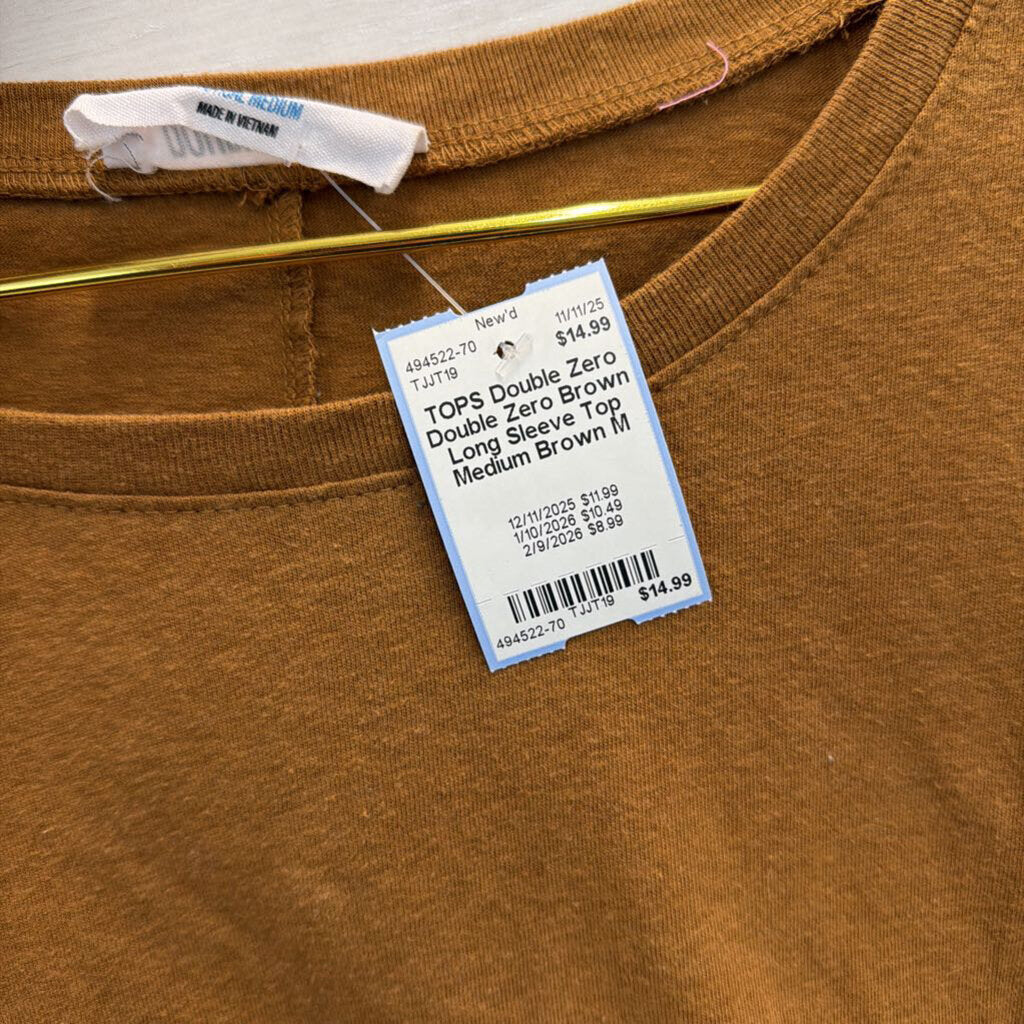 MEDIUM
MADE IN VIETNAM
New'd
494522-70 11/11/25
TJJT19 $14.99
TOPS Double Zero
Double Zero Brown
Long Sleeve Top
Medium Brown M
12/11/2025 $11.99
1/10/2026 $10.49
2/9/2026 $8.99
494522-70 TJJT19 $14.99